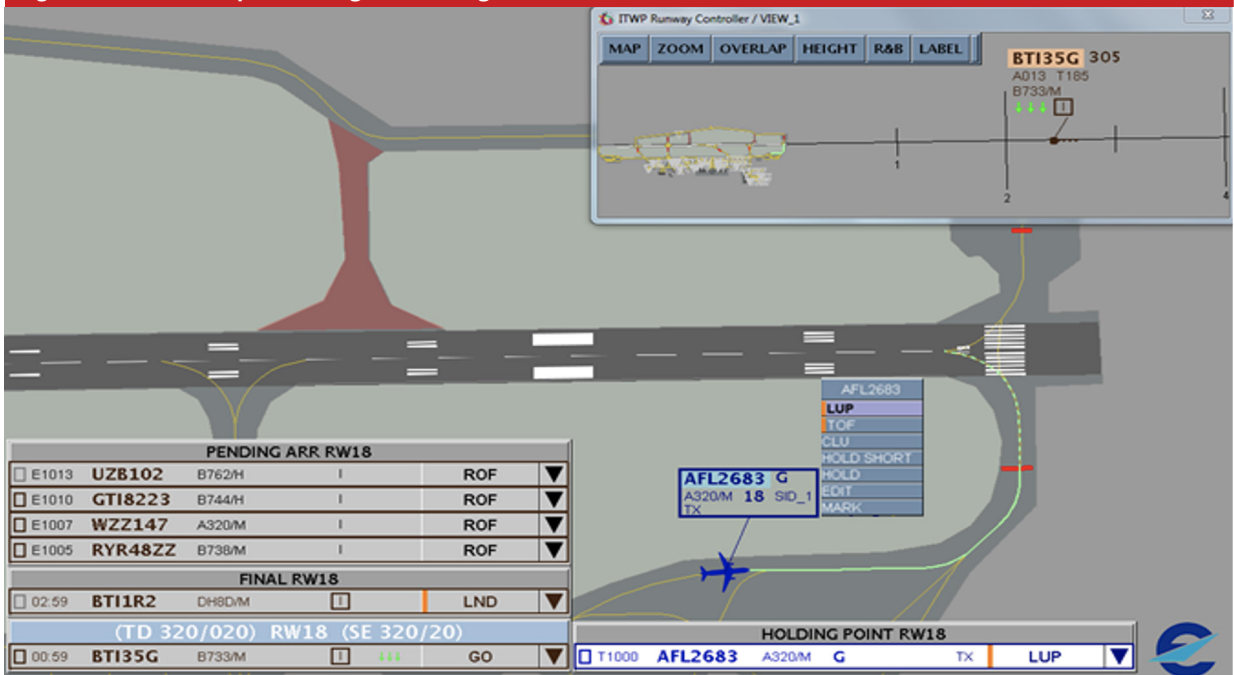 ITWP Runway Controller / VIEW_1
MAP ZOOM OVERLAP HEIGHT R&B LABEL
BTI35G 305
A013 T185
B733/M
I
1
2
4
AFL2683
LUP
TOF
CLU
HOLD SHORT
HOLD
EDIT
MARK
AFL2683 G
A320/M 18 SID_1
TX
PENDING ARR RW18
E1013 UZB102 B762/H I ROF
E1010 GTI8223 B744/H I ROF
E1007 WZZ147 A320/M I ROF
E1005 RYR48ZZ B738/M I ROF
FINAL RW18
02:59 BTI1R2 DH8D/M I LND
(TD 320/020) RW18 (SE 320/20)
00:59 BTI35G B733/M I GO
HOLDING POINT RW18
T1000 AFL2683 A320/M G TX LUP